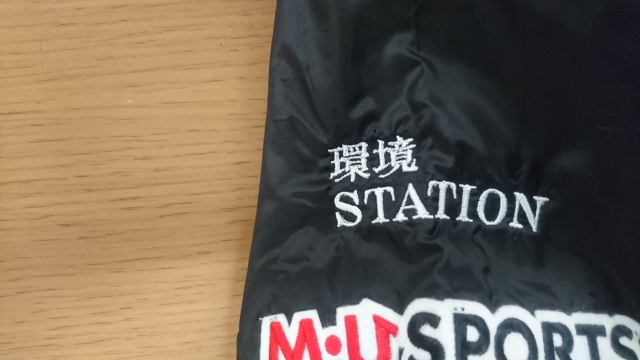 環境
STATION
M・U SPORTS